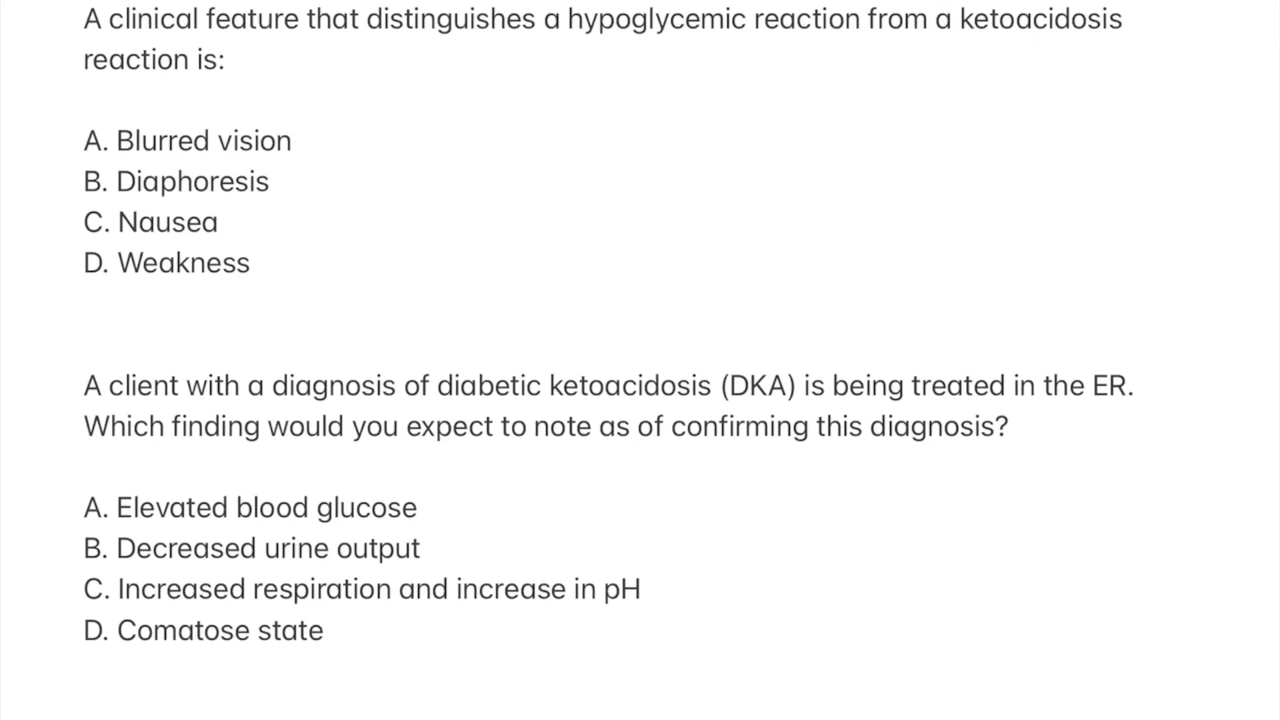 A clinical feature that distinguishes a hypoglycemic reaction from a ketoacidosis
reaction is:
A. Blurred vision
B. Diaphoresis
C. Nausea
D. Weakness
A client with a diagnosis of diabetic ketoacidosis (DKA) is being treated in the ER.
Which finding would you expect to note as of confirming this diagnosis?
A. Elevated blood glucose
B. Decreased urine output
C. Increased respiration and increase in pH
D. Comatose state